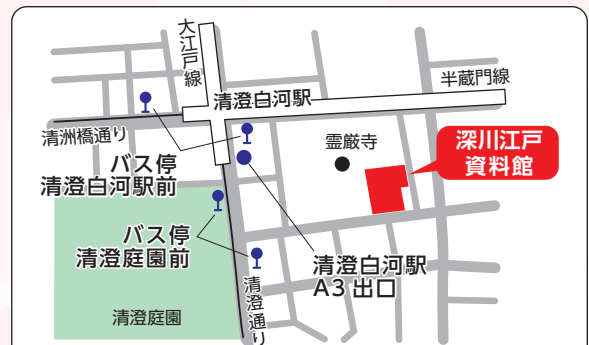 大江戸線
清澄白河駅
半蔵門線
清洲橋通り
霊巌寺
深川江戸
資料館
バス停
清澄白河駅前
バス停
清澄庭園前
清澄白河駅
A3 出口
清澄庭園
清澄通り